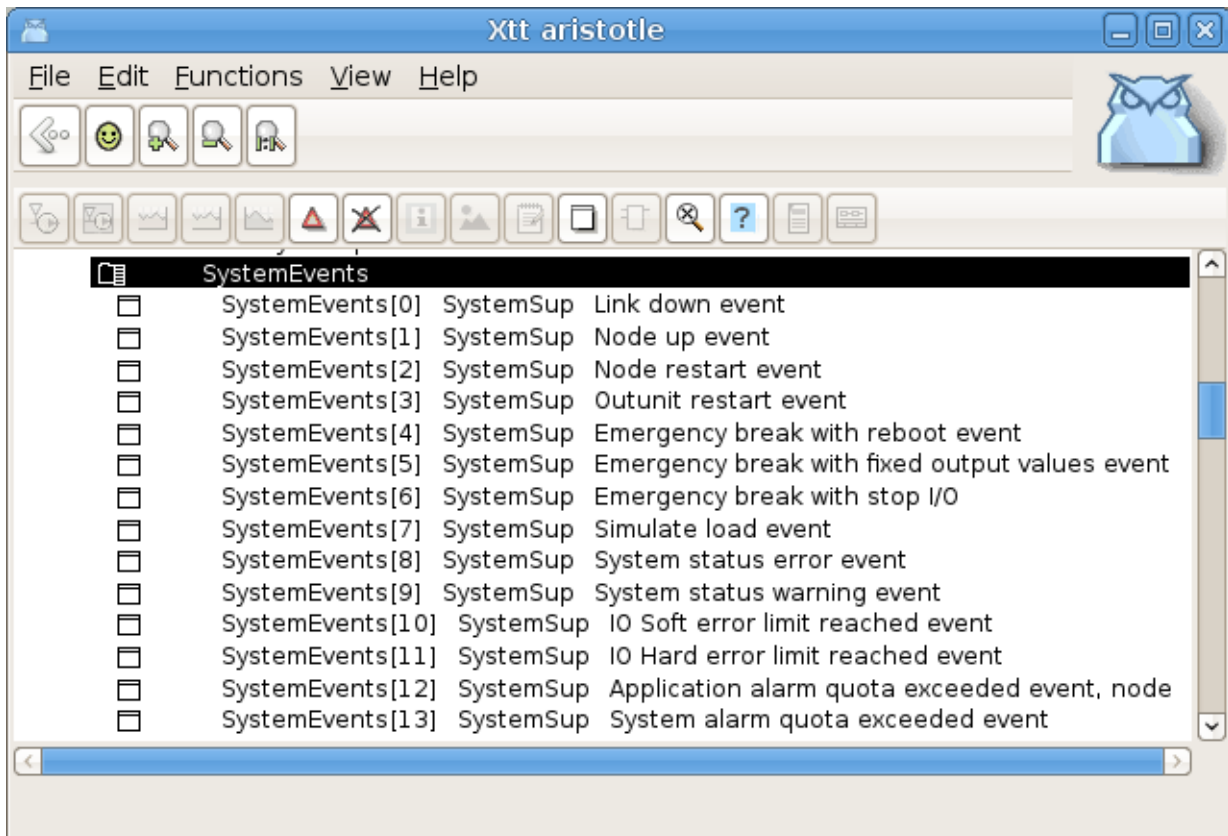 Xtt aristotle
File Edit Functions View Help
SystemEvents
SystemEvents[0] SystemSup Link down event
SystemEvents[1] SystemSup Node up event
SystemEvents[2] SystemSup Node restart event
SystemEvents[3] SystemSup Outunit restart event
SystemEvents[4] SystemSup Emergency break with reboot event
SystemEvents[5] SystemSup Emergency break with fixed output values event
SystemEvents[6] SystemSup Emergency break with stop I/O
SystemEvents[7] SystemSup Simulate load event
SystemEvents[8] SystemSup System status error event
SystemEvents[9] SystemSup System status warning event
SystemEvents[10] SystemSup IO Soft error limit reached event
SystemEvents[11] SystemSup IO Hard error limit reached event
SystemEvents[12] SystemSup Application alarm quota exceeded event, node
SystemEvents[13] SystemSup System alarm quota exceeded event